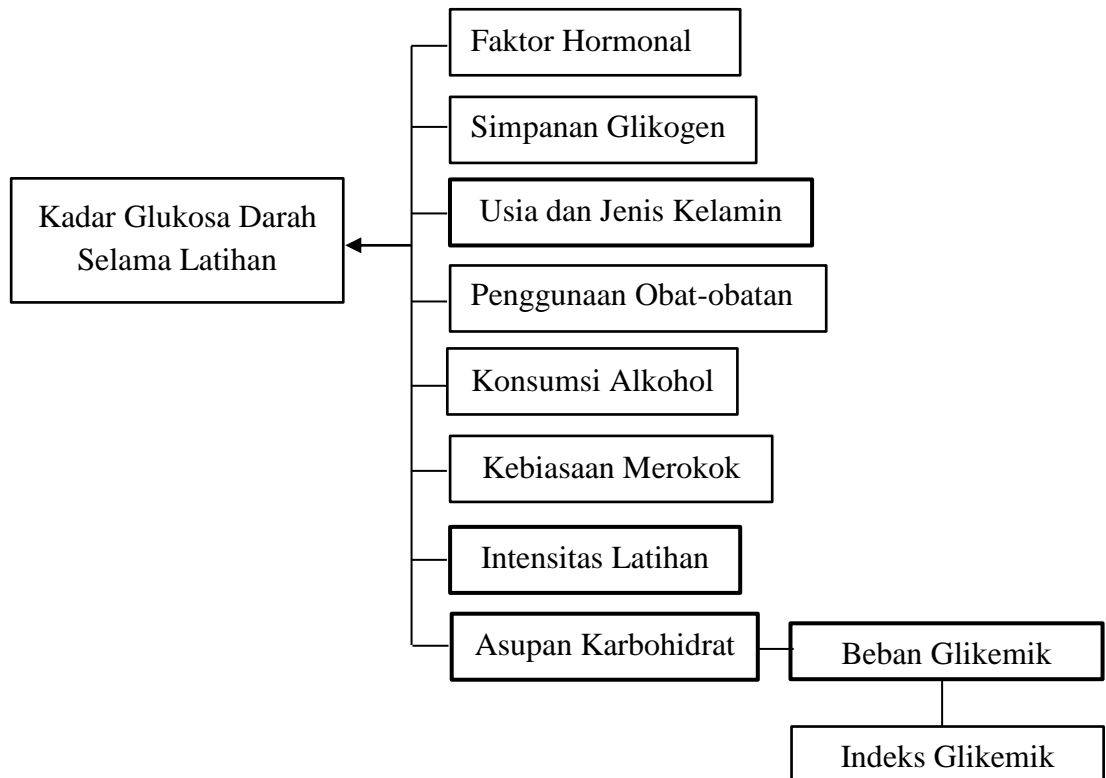 Faktor Hormonal
Simpanan Glikogen
Kadar Glukosa Darah
Selama Latihan
Usia dan Jenis Kelamin
Penggunaan Obat-obatan
Konsumsi Alkohol
Kebiasaan Merokok
Intensitas Latihan
Asupan Karbohidrat
Beban Glikemik
Indeks Glikemik